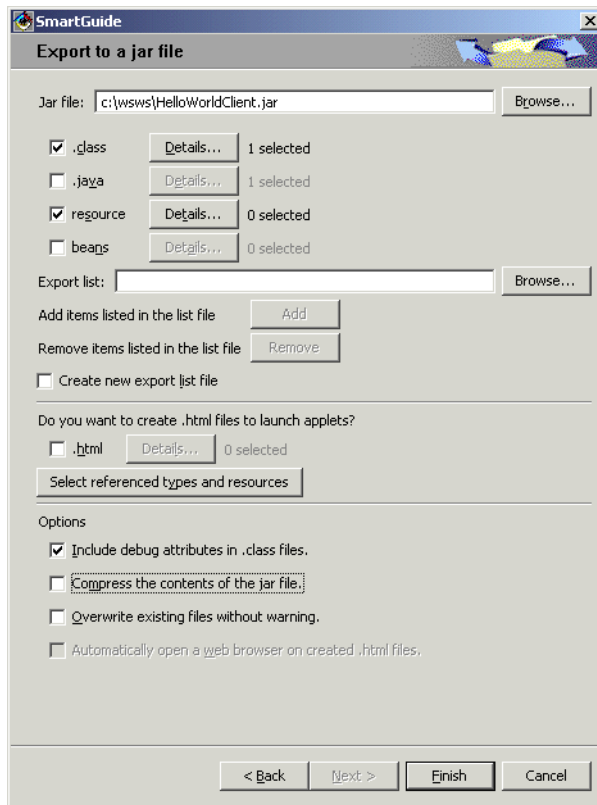 SmartGuide
Export to a jar file
Jar file: c:\wsws\HelloWorldClient.jar Browse...
.class Details... 1 selected
.java Details... 1 selected
resource Details... 0 selected
beans Details... 0 selected
Export list: Browse...
Add items listed in the list file Add
Remove items listed in the list file Remove
Create new export list file
Do you want to create .html files to launch applets?
.html Details... 0 selected
Select referenced types and resources
Options
Include debug attributes in .class files.
Compress the contents of the jar file.
Overwrite existing files without warning.
Automatically open a web browser on created .html files.
< Back Next > Finish Cancel